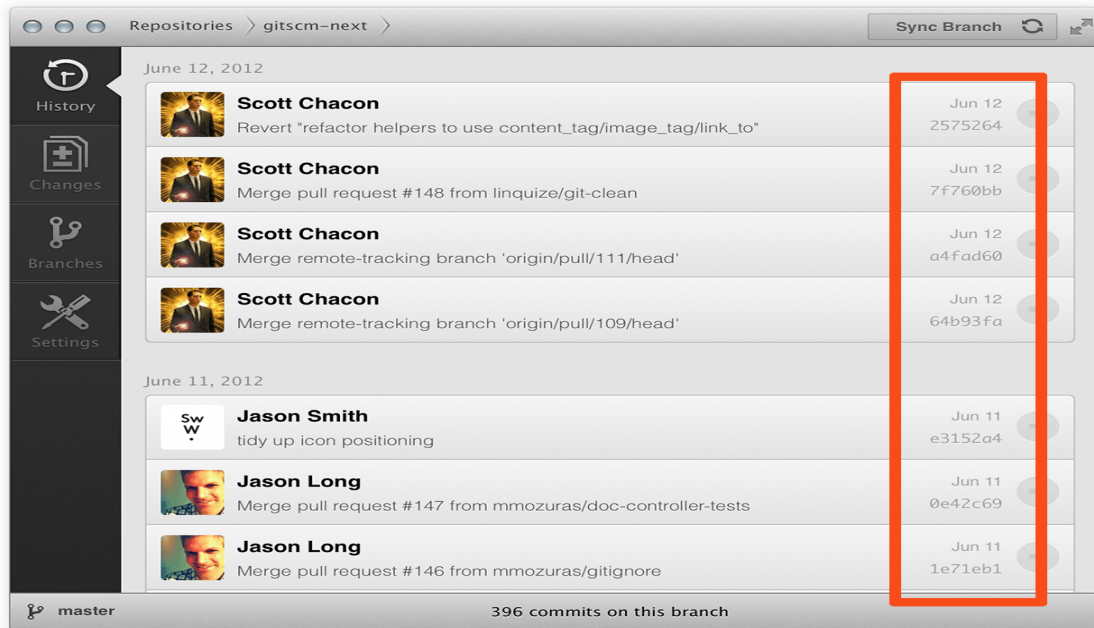 Repositories
gitscm-next
Sync Branch
History
Changes
Branches
Settings
June 12, 2012
Scott Chacon
Jun 12
Revert "refactor helpers to use content_tag/image_tag/link_to"
2575264
Scott Chacon
Jun 12
Merge pull request #148 from linquize/git-clean
7f760bb
Scott Chacon
Jun 12
Merge remote-tracking branch 'origin/pull/111/head'
a4fad60
Scott Chacon
Jun 12
Merge remote-tracking branch 'origin/pull/109/head'
64b93fa
June 11, 2012
SW
W.
Jason Smith
Jun 11
tidy up icon positioning
e3152a4
Jason Long
Jun 11
Merge pull request #147 from mmozuras/doc-controller-tests
0e42c69
Jason Long
Jun 11
Merge pull request #146 from mmozuras/gitignore
1e71eb1
master
396 commits on this branch